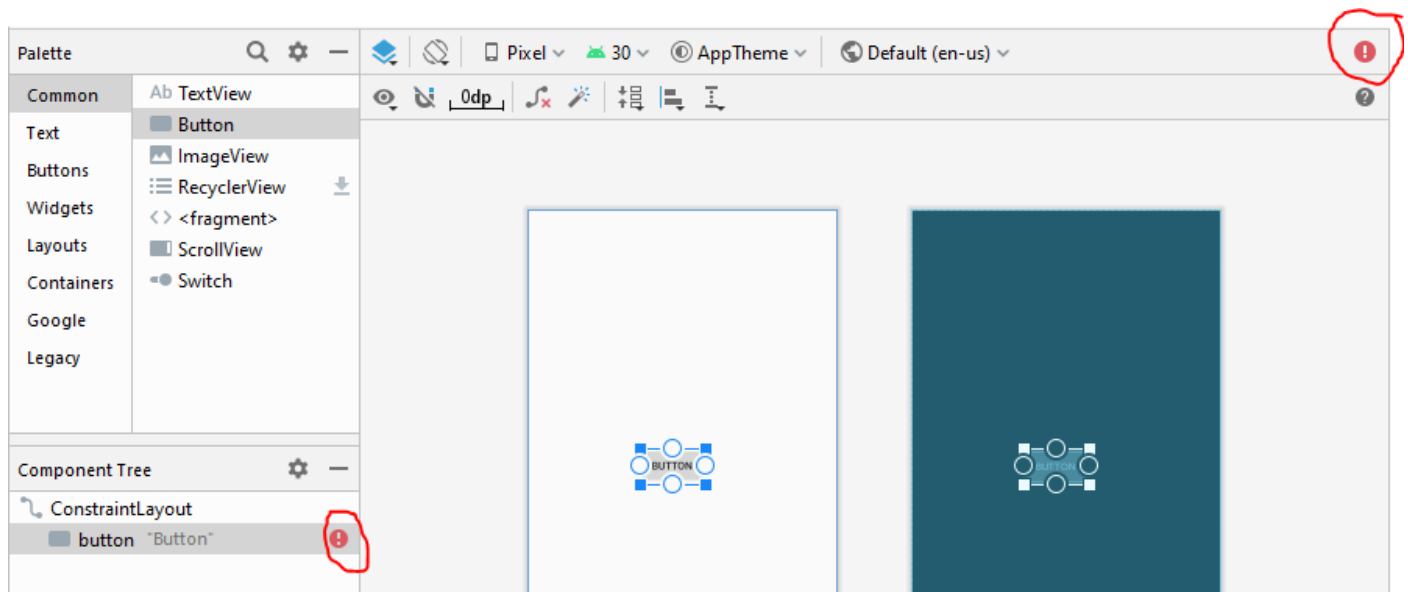 Palette
Pixel
30
AppTheme
Default (en-us)
Common
Text
Buttons
Widgets
Layouts
Containers
Google
Legacy
Ab TextView
Button
ImageView
RecyclerView
<fragment>
ScrollView
Switch
0dp
BUTTON
BUTTON
Component Tree
ConstraintLayout
button "Button"